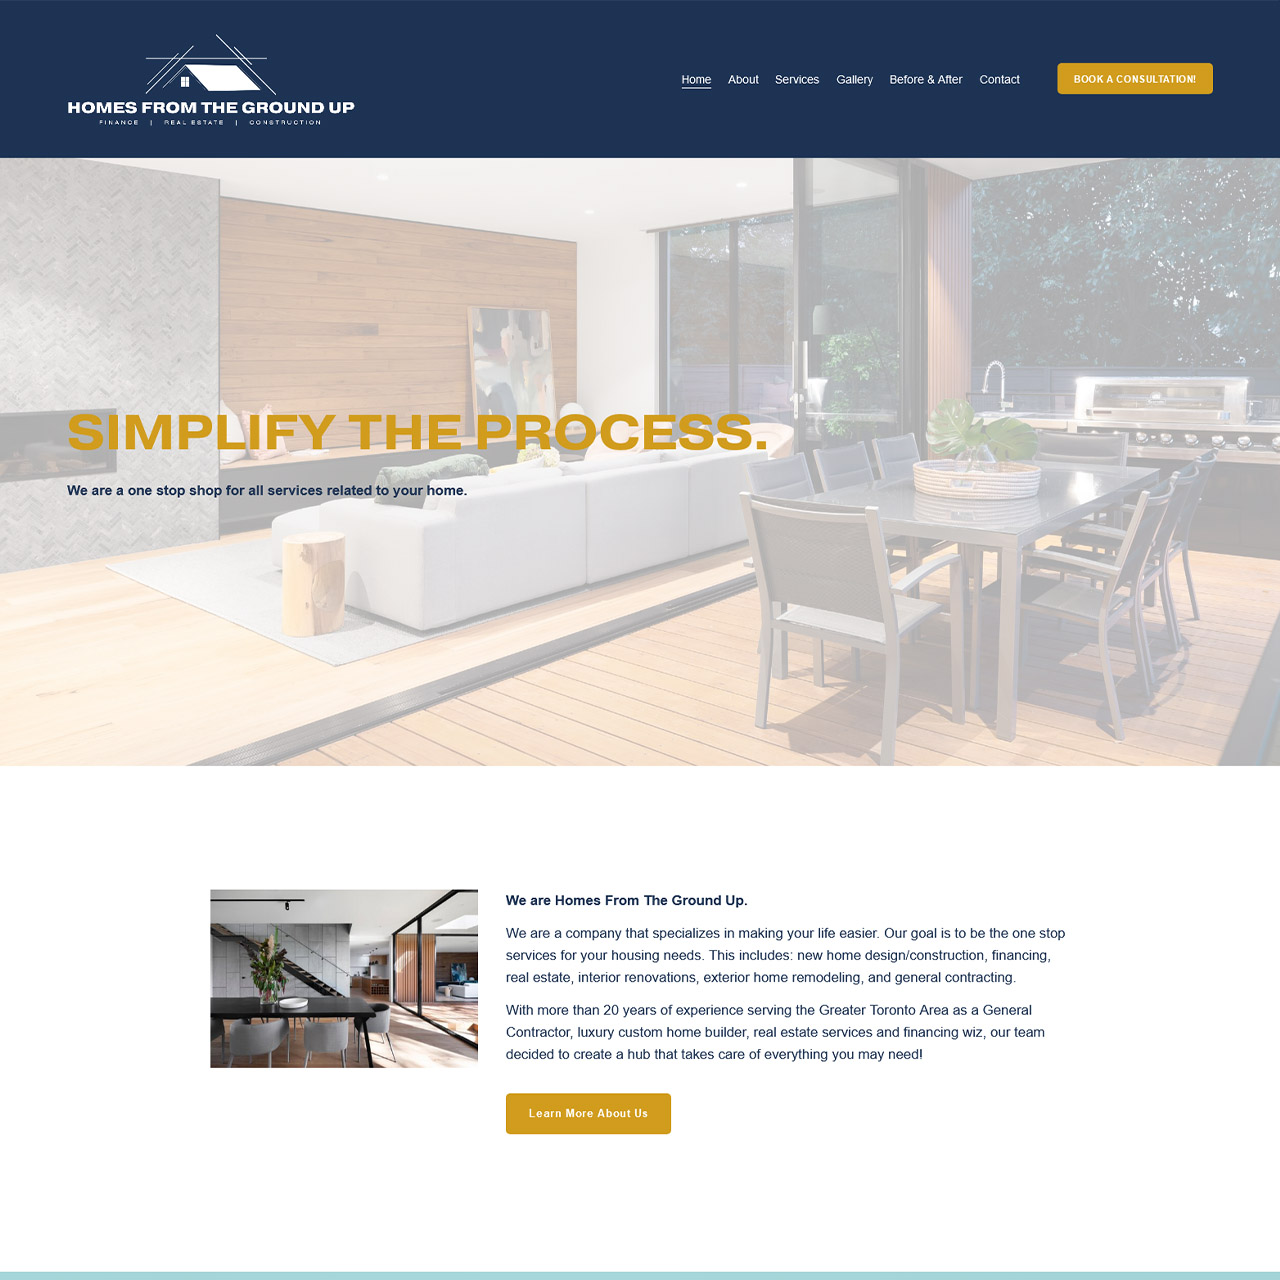 HOMES FROM THE GROUND UP
FINANCE | REAL ESTATE | CONSTRUCTION
Home About Services Gallery Before & After Contact
BOOK A CONSULTATION!
SIMPLIFY THE PROCESS.
We are a one stop shop for all services related to your home.
We are Homes From The Ground Up.
We are a company that specializes in making your life easier. Our goal is to be the one stop
services for your housing needs. This includes: new home design/construction, financing,
real estate, interior renovations, exterior home remodeling, and general contracting.
With more than 20 years of experience serving the Greater Toronto Area as a General
Contractor, luxury custom home builder, real estate services and financing wiz, our team
decided to create a hub that takes care of everything you may need!
Learn More About Us